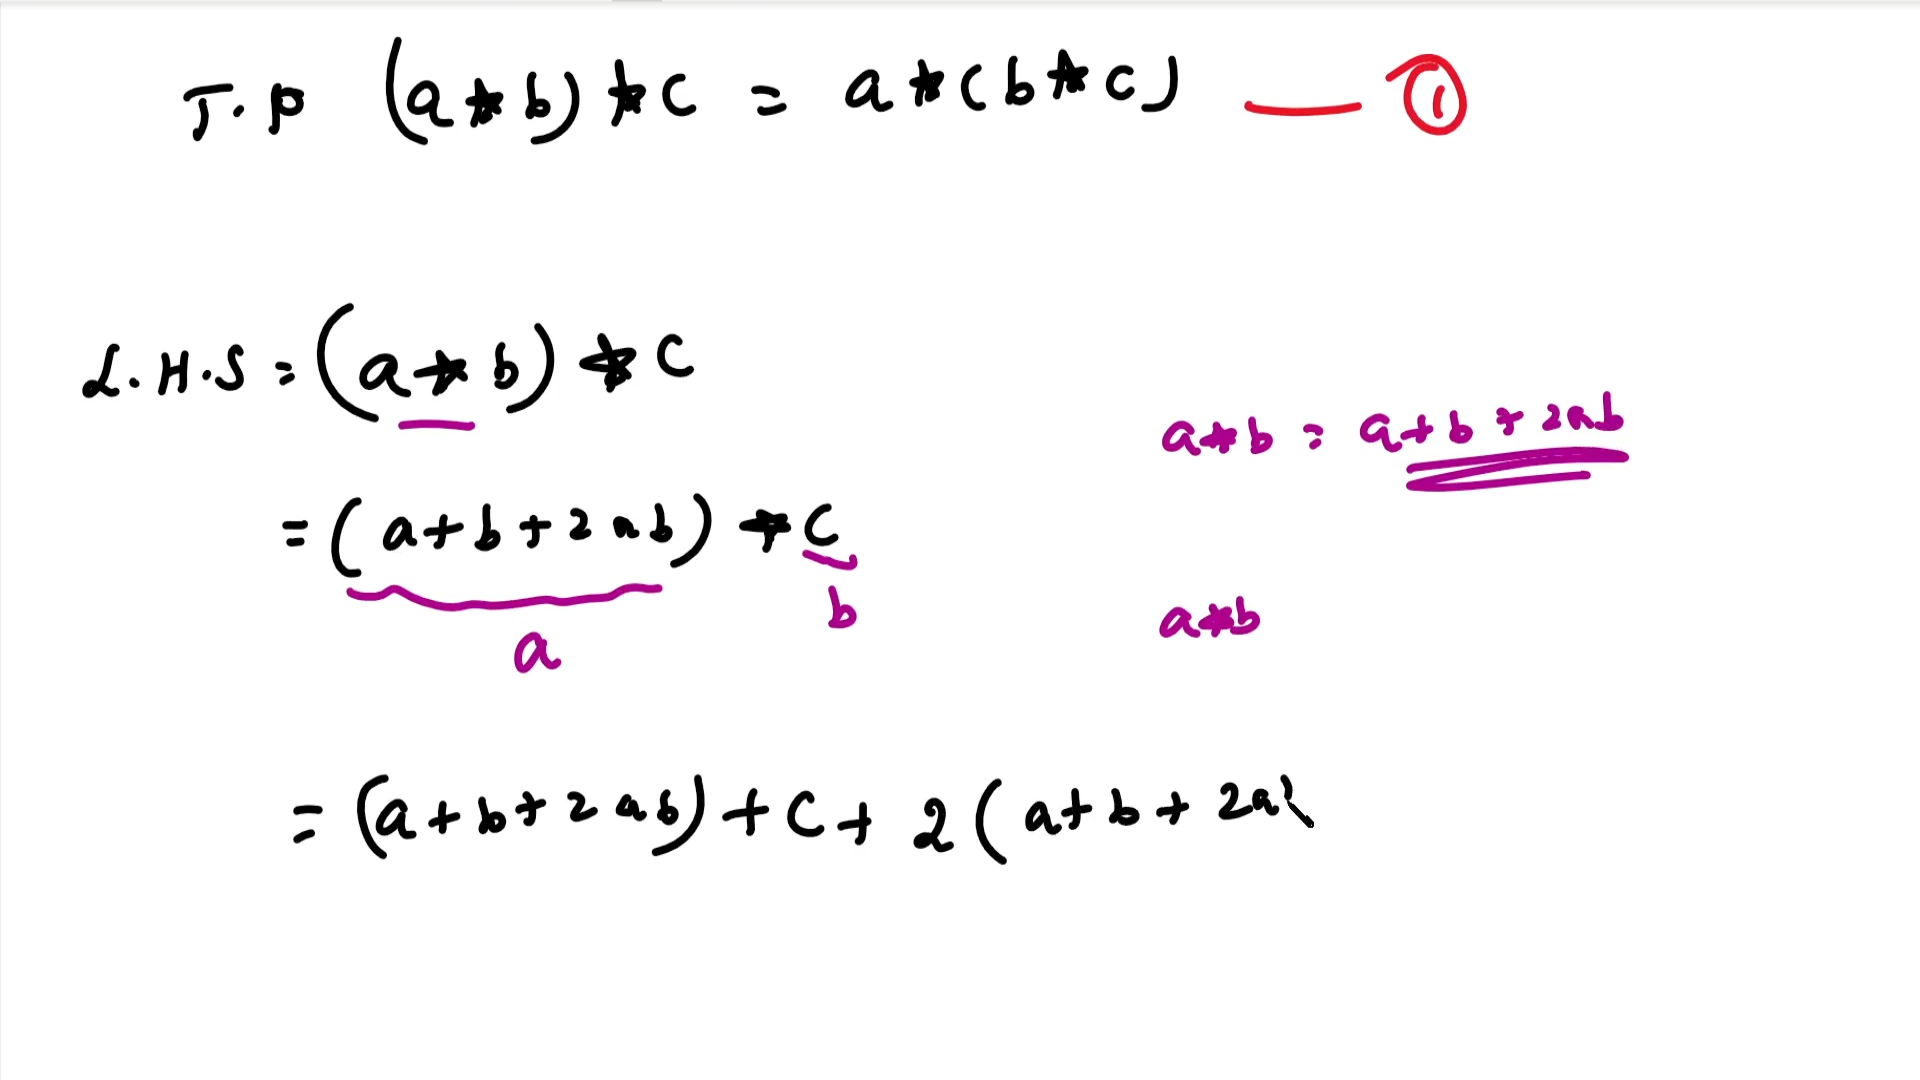 T.P (a * b) * c = a * (b * c) — ①
L.H.S = (a * b) * c
a * b = a + b + 2ab
= (a + b + 2ab) * c
b
a * b
a
= (a + b + 2ab) + c + 2(a + b + 2a